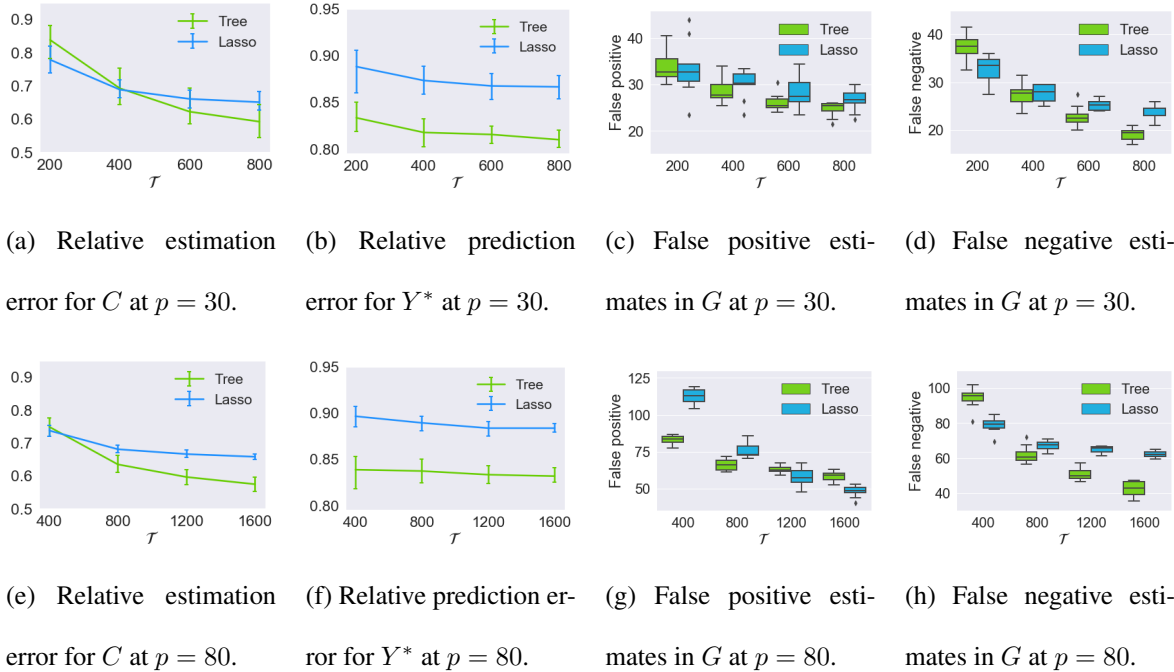 0.9
0.8
0.7
0.6
0.5
200
400
600
800
𝒯
Tree
Lasso
0.95
0.90
0.85
0.80
200
400
600
800
𝒯
Tree
Lasso
False positive
40
30
20
200
400
600
800
𝒯
Tree
Lasso
False negative
40
30
20
200
400
600
800
𝒯
Tree
Lasso
(a) Relative estimation
error for C at p = 30.
(b) Relative prediction
error for Y* at p = 30.
(c) False positive esti-
mates in G at p = 30.
(d) False negative esti-
mates in G at p = 30.
0.9
0.8
0.7
0.6
0.5
400
800
1200
1600
𝒯
Tree
Lasso
0.95
0.90
0.85
0.80
400
800
1200
1600
𝒯
Tree
Lasso
False positive
125
100
75
50
400
800
1200
1600
𝒯
Tree
Lasso
False negative
100
80
60
40
400
800
1200
1600
𝒯
Tree
Lasso
(e) Relative estimation
error for C at p = 80.
(f) Relative prediction er-
ror for Y* at p = 80.
(g) False positive esti-
mates in G at p = 80.
(h) False negative esti-
mates in G at p = 80.